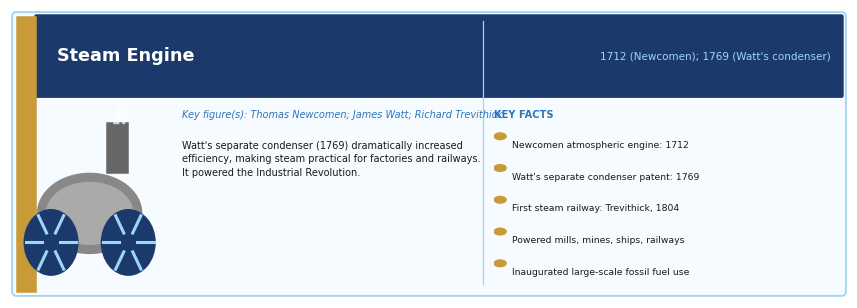 Steam Engine
1712 (Newcomen); 1769 (Watt's condenser)
Key figure(s): Thomas Newcomen; James Watt; Richard Trevithick
Watt's separate condenser (1769) dramatically increased
efficiency, making steam practical for factories and railways.
It powered the Industrial Revolution.
KEY FACTS
Newcomen atmospheric engine: 1712
Watt's separate condenser patent: 1769
First steam railway: Trevithick, 1804
Powered mills, mines, ships, railways
Inaugurated large-scale fossil fuel use